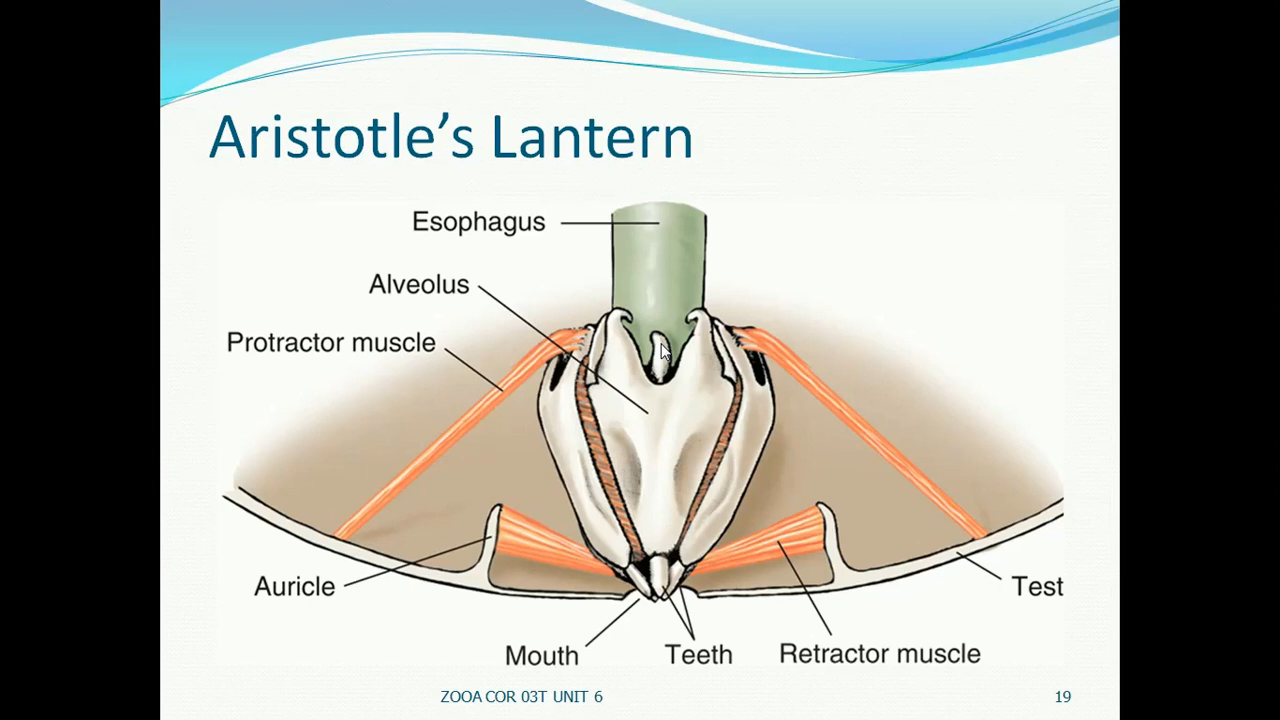 Aristotle’s Lantern
Esophagus
Alveolus
Protractor muscle
Auricle
Test
Mouth
Teeth
Retractor muscle
ZOOA COR 03T UNIT 6
19